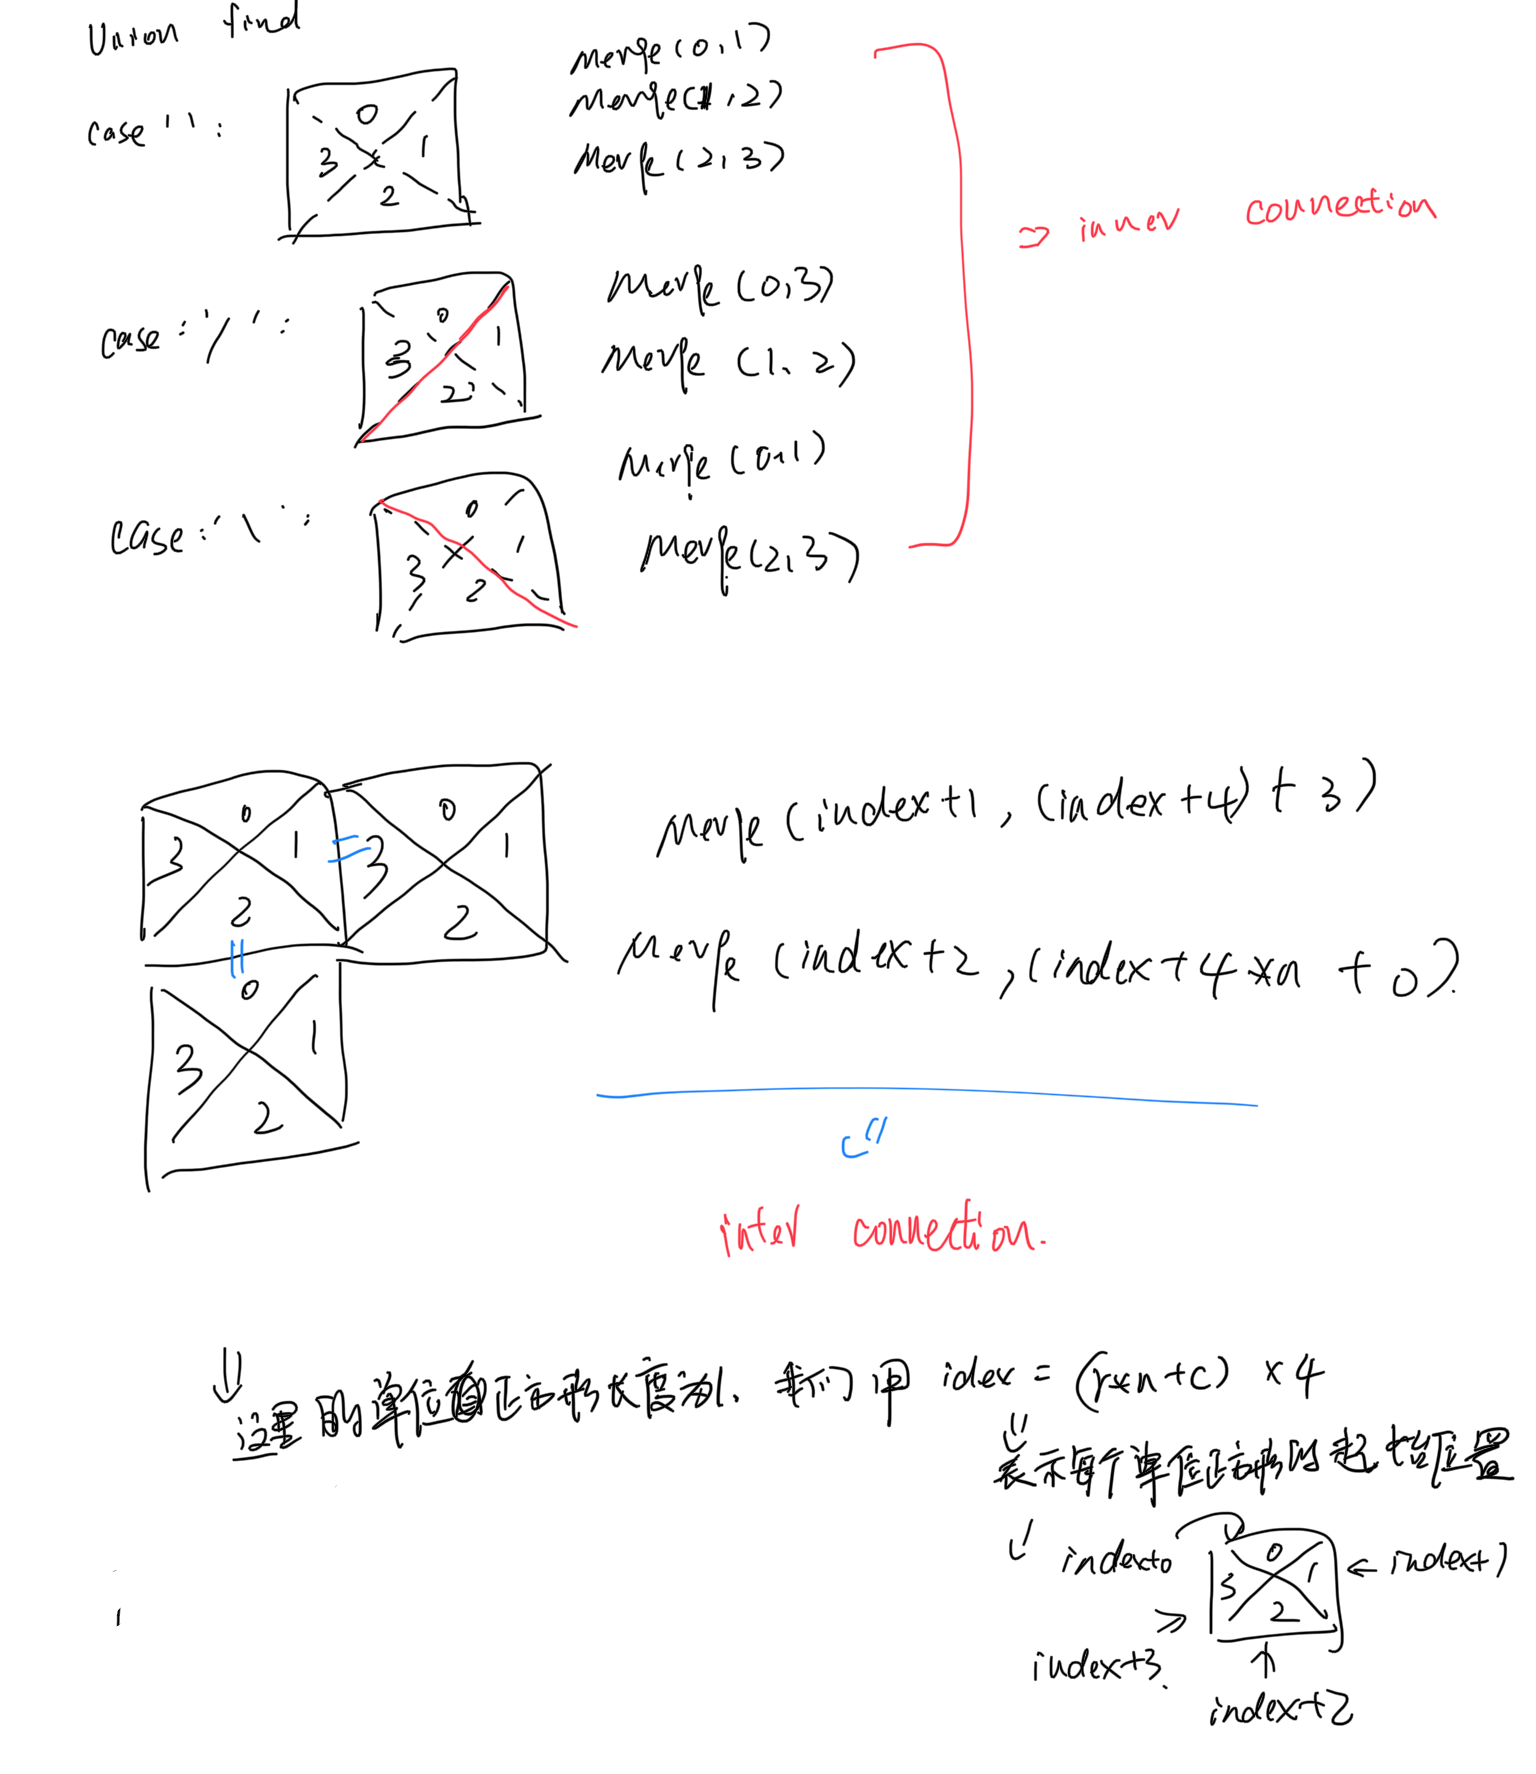 Union find
case ' ' :
0
3
1
2
merge(0,1)
merge(1,2)
merge(2,3)
⇒ inner connection
case : '/' :
0
3
1
2
merge(0,3)
merge(1、2)
case : '\' :
0
3
1
2
merge(0,1)
merge(2,3)
0
3
1
2
0
3
1
2
merge(index+1, (index+4)+3)
0
3
1
2
merge(index+2, (index+4*n+0)
inter connection.
这里的单位正方形长度为1、我们用 idex = (r*n+c) × 4
表示每个单位正方形的起始位置
index+0
0
3
1
2
← index+1
index+3.
index+2